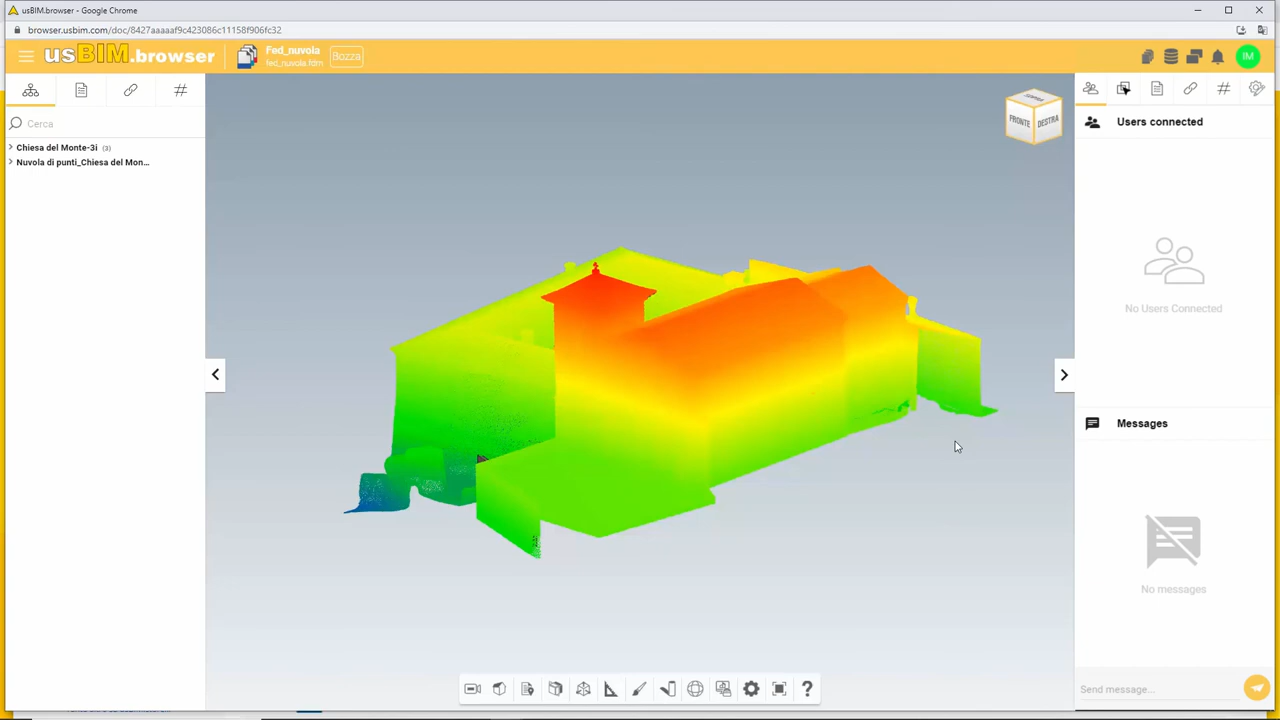 usBIM.browser - Google Chrome
browser.usbim.com/doc/8427aaaaaf9c423086c11158f906fc32
usBIM.browser
Fed_nuvola
fed_nuvola.fdm
Bozza
IM
Cerca
Chiesa del Monte-3i (3)
Nuvola di punti_Chiesa del Mon...
FRONTE
DESTRA
Users connected
No Users Connected
Messages
No messages
Send message...